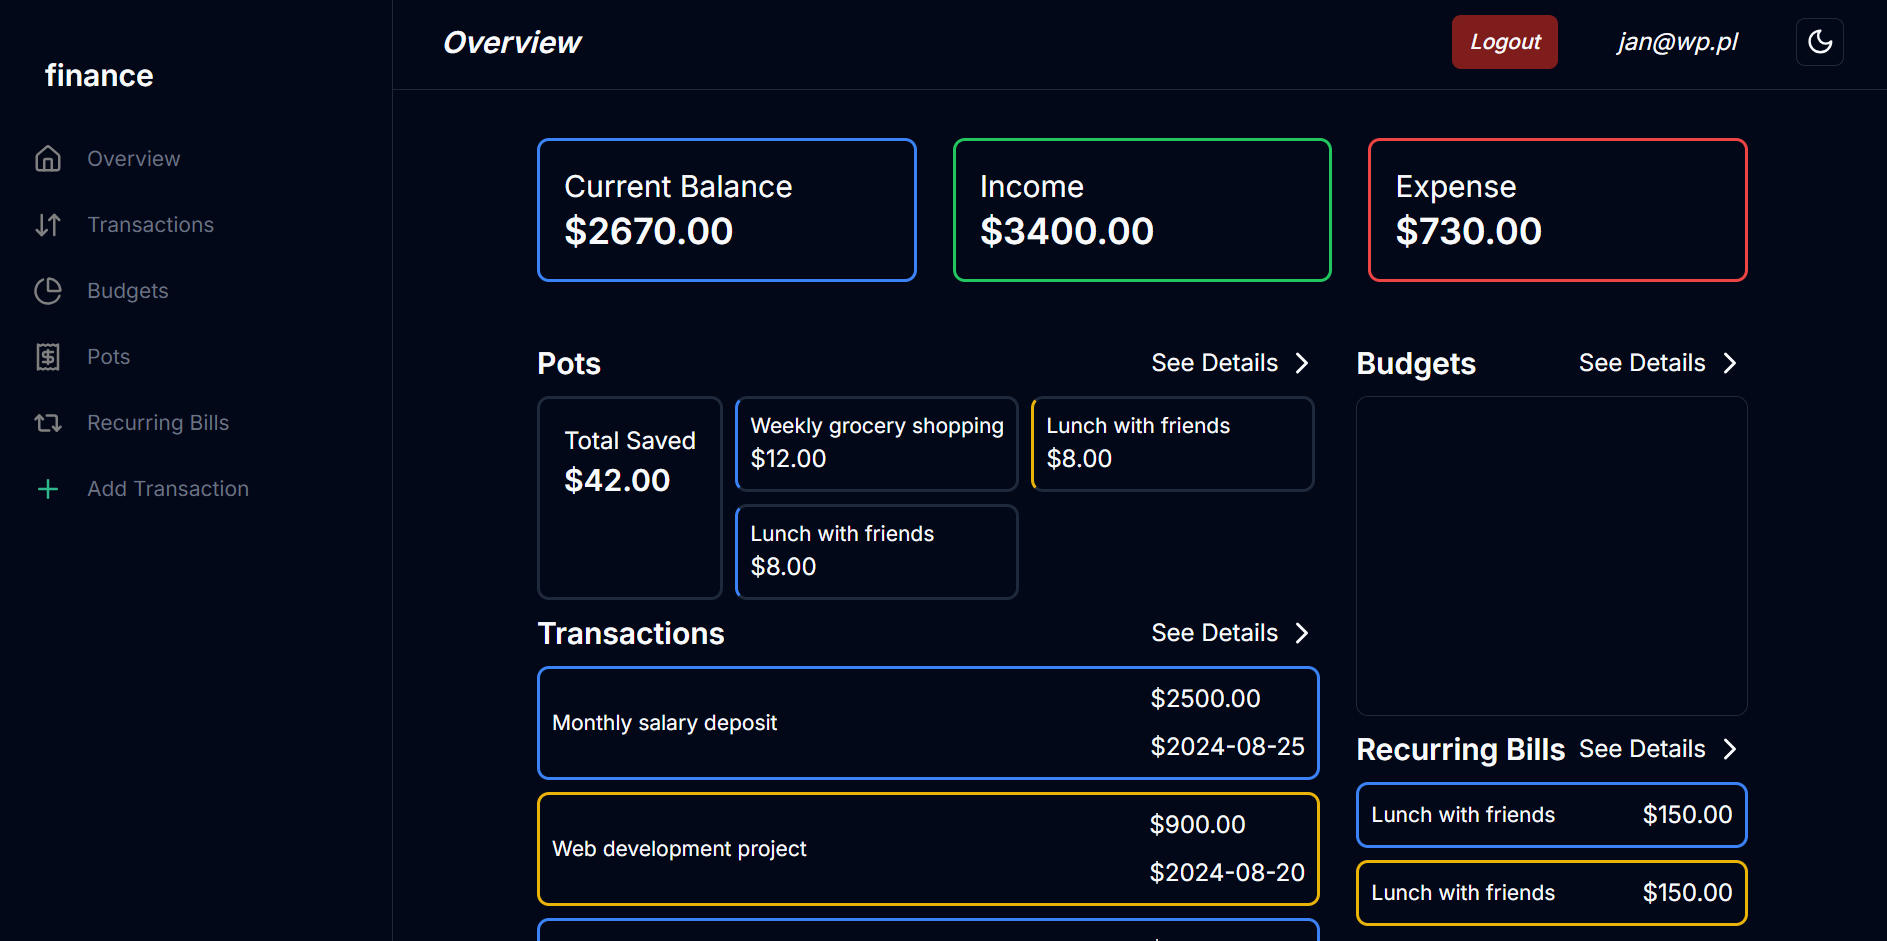 finance
Overview
Transactions
Budgets
Pots
Recurring Bills
Add Transaction
Overview
Logout
jan@wp.pl
Current Balance
$2670.00
Income
$3400.00
Expense
$730.00
Pots
See Details
Total Saved
$42.00
Weekly grocery shopping
$12.00
Lunch with friends
$8.00
Lunch with friends
$8.00
Transactions
See Details
Monthly salary deposit
$2500.00
$2024-08-25
Web development project
$900.00
$2024-08-20
Budgets
See Details
Recurring Bills
See Details
Lunch with friends
$150.00
Lunch with friends
$150.00